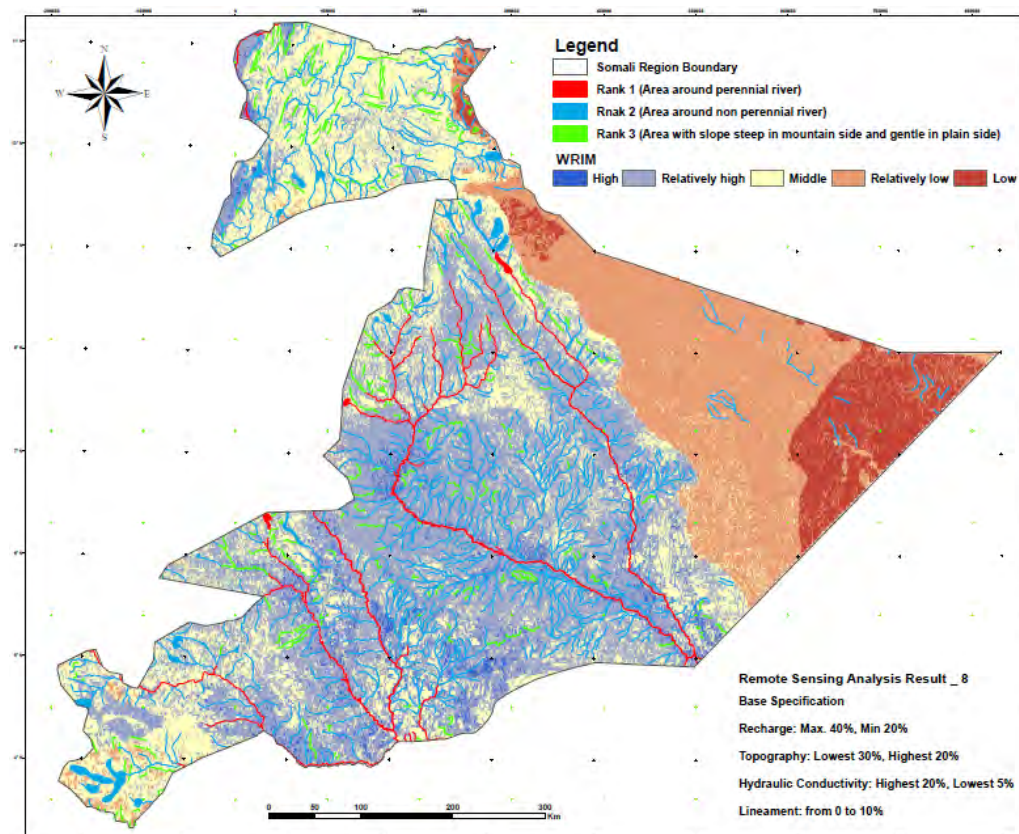 N
W E
S
Legend
Somali Region Boundary
Rank 1 (Area around perennial river)
Rnak 2 (Area around non perennial river)
Rank 3 (Area with slope steep in mountain side and gentle in plain side)
WRIM
High Relatively high Middle Relatively low Low
Remote Sensing Analysis Result _ 8
Base Specification
Recharge: Max. 40%, Min 20%
Topography: Lowest 30%, Highest 20%
Hydraulic Conductivity: Highest 20%, Lowest 5%
Lineament: from 0 to 10%
0 50 100 200 300
Km